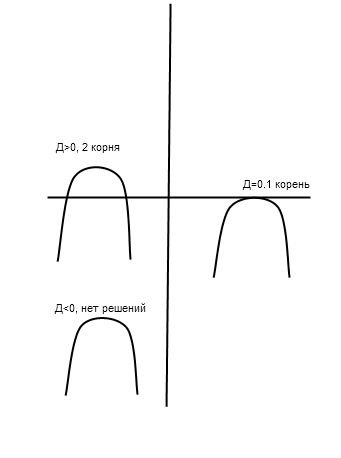 Д>0, 2 корня
Д=0.1 корень
Д<0, нет решений